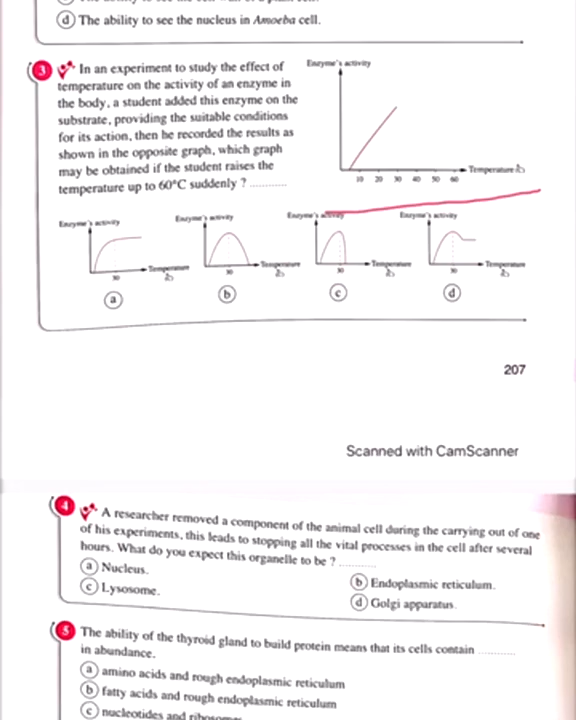 d The ability to see the nucleus in Amoeba cell.
3 In an experiment to study the effect of
temperature on the activity of an enzyme in
the body, a student added this enzyme on the
substrate, providing the suitable conditions
for its action, then he recorded the results as
shown in the opposite graph, which graph
may be obtained if the student raises the
temperature up to 60°C suddenly ? ............
Enzyme's activity
Temperature
10 20 30 40 50 60
Enzyme's activity
Temperature
30
a
Enzyme's activity
Temperature
30
b
Enzyme's activity
Temperature
30
c
Enzyme's activity
Temperature
30
d
207
Scanned with CamScanner
4 A researcher removed a component of the animal cell during the carrying out of one
of his experiments, this leads to stopping all the vital processes in the cell after several
hours. What do you expect this organelle to be ? ............
a Nucleus.
b Endoplasmic reticulum.
c Lysosome.
d Golgi apparatus.
5 The ability of the thyroid gland to build protein means that its cells contain ............
in abundance.
a amino acids and rough endoplasmic reticulum
b fatty acids and rough endoplasmic reticulum
c nucleotides and